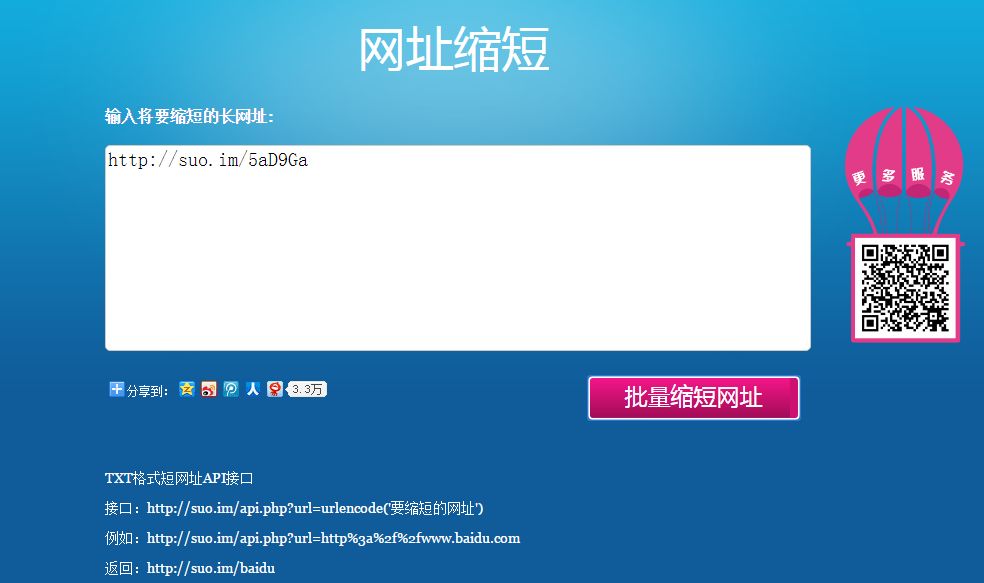 网址缩短
输入将要缩短的长网址:
http://suo.im/5aD9Ga
更多服务
分享到： 3.3万
批量缩短网址
TXT格式短网址API接口
接口：http://suo.im/api.php?url=urlencode('要缩短的网址')
例如：http://suo.im/api.php?url=http%3a%2f%2fwww.baidu.com
返回：http://suo.im/baidu